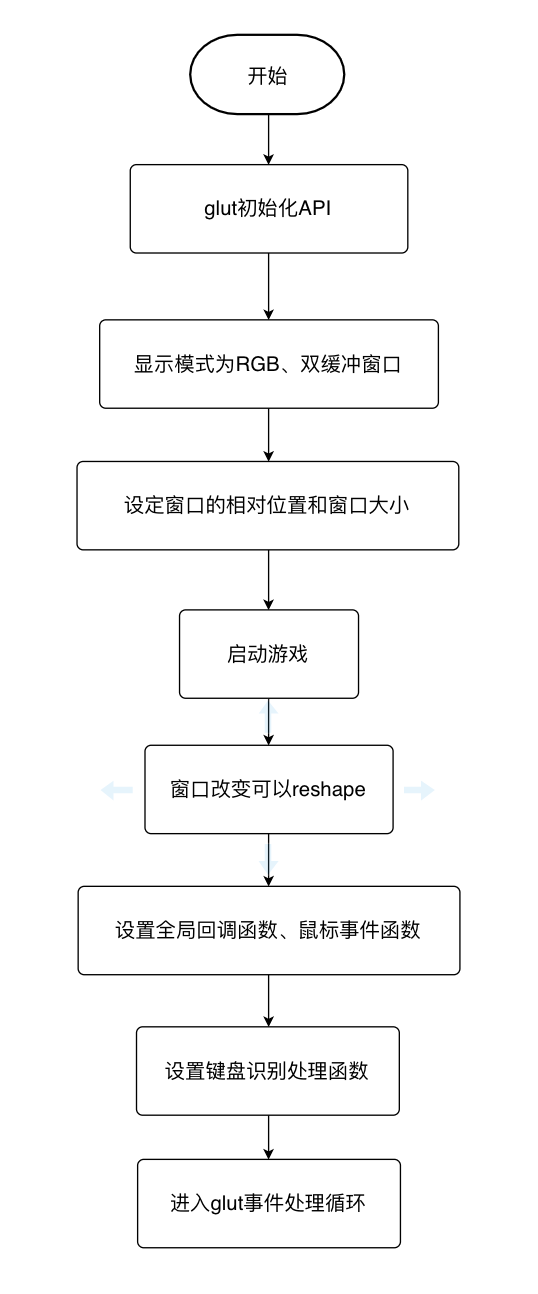 开始
glut初始化API
显示模式为RGB、双缓冲窗口
设定窗口的相对位置和窗口大小
启动游戏
窗口改变可以reshape
设置全局回调函数、鼠标事件函数
设置键盘识别处理函数
进入glut事件处理循环